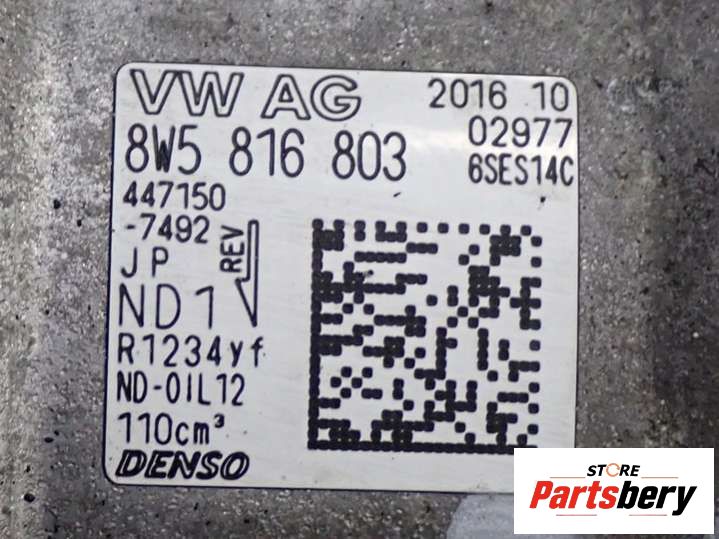 VW AG 2016 10
02977
8W5 816 803 6SES14C
447150
-7492
REV
JP
ND1
R1234yf
ND-OIL12
110cm³
DENSO
STORE
Partsbery